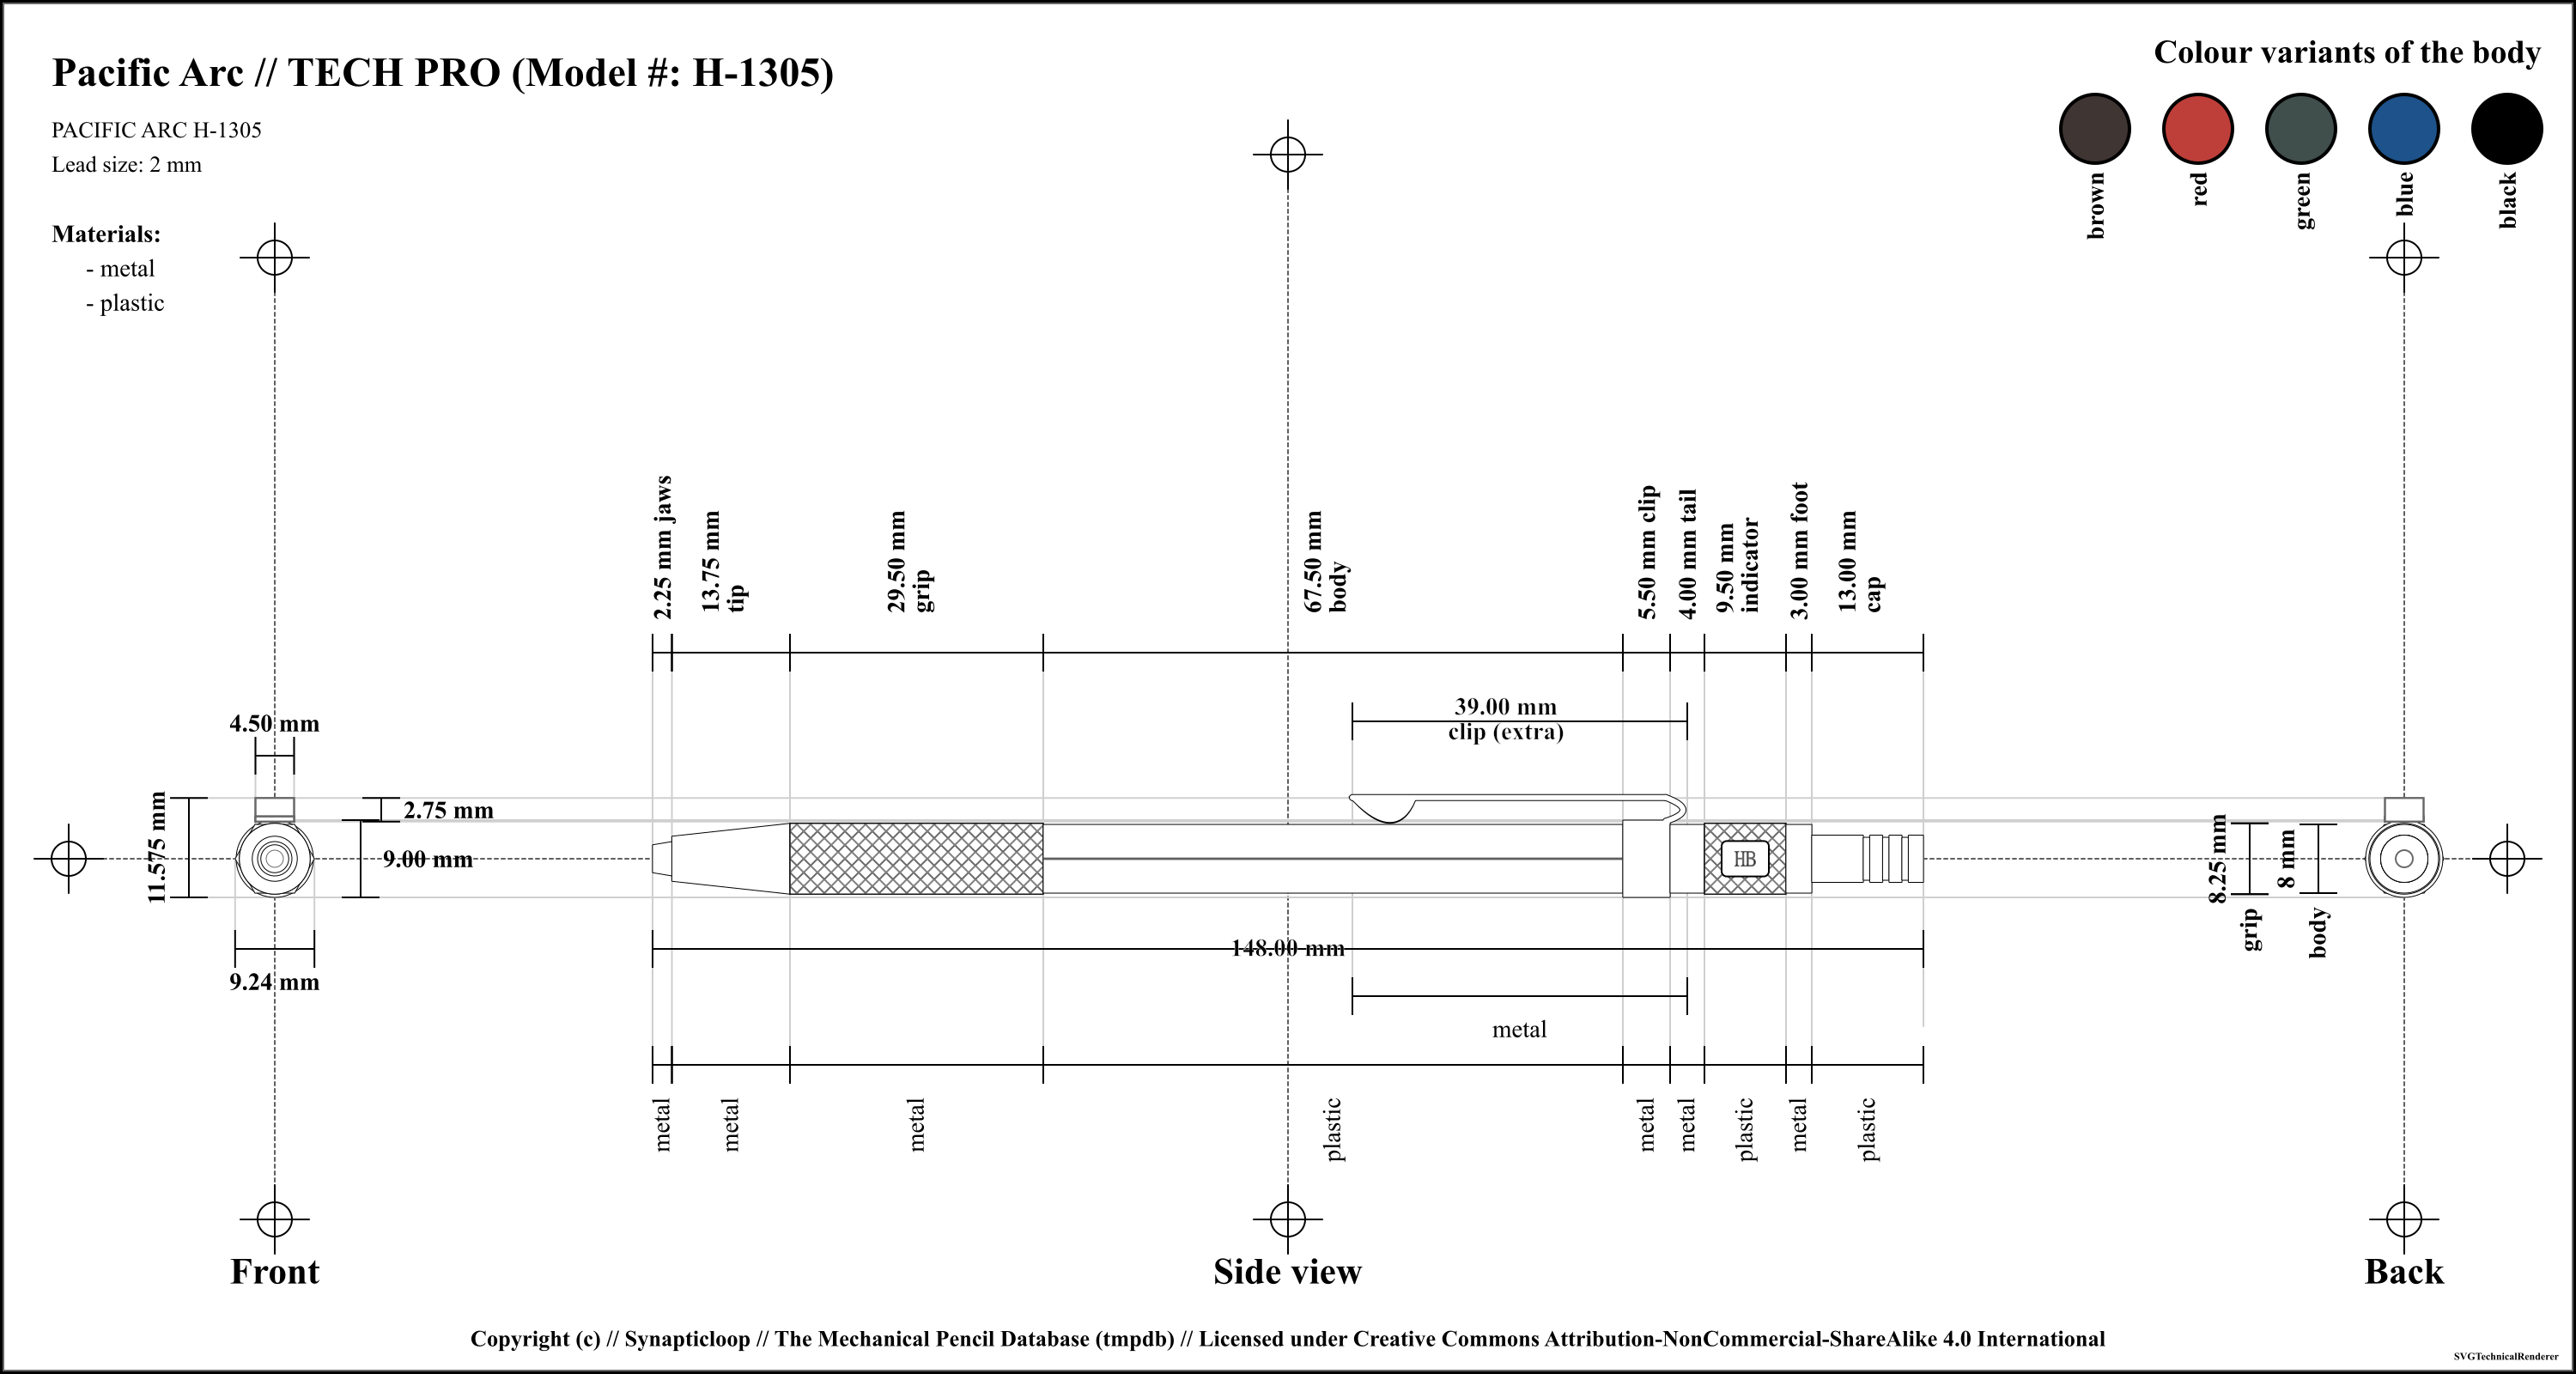 Pacific Arc // TECH PRO (Model #: H-1305)
PACIFIC ARC H-1305
Lead size: 2 mm
Materials:
- metal
- plastic
Colour variants of the body
brown
red
green
blue
black
2.25 mm jaws
13.75 mm
tip
29.50 mm
grip
67.50 mm
body
5.50 mm clip
4.00 mm tail
9.50 mm
indicator
3.00 mm foot
13.00 mm
cap
39.00 mm
clip (extra)
4.50 mm
11.575 mm
2.75 mm
9.00 mm
9.24 mm
HB
148.00 mm
8.25 mm
grip
8 mm
body
metal
metal
metal
metal
plastic
metal
metal
plastic
metal
plastic
Front
Side view
Back
Copyright (c) // Synapticloop // The Mechanical Pencil Database (tmpdb) // Licensed under Creative Commons Attribution-NonCommercial-ShareAlike 4.0 International
SVGTechnicalRenderer